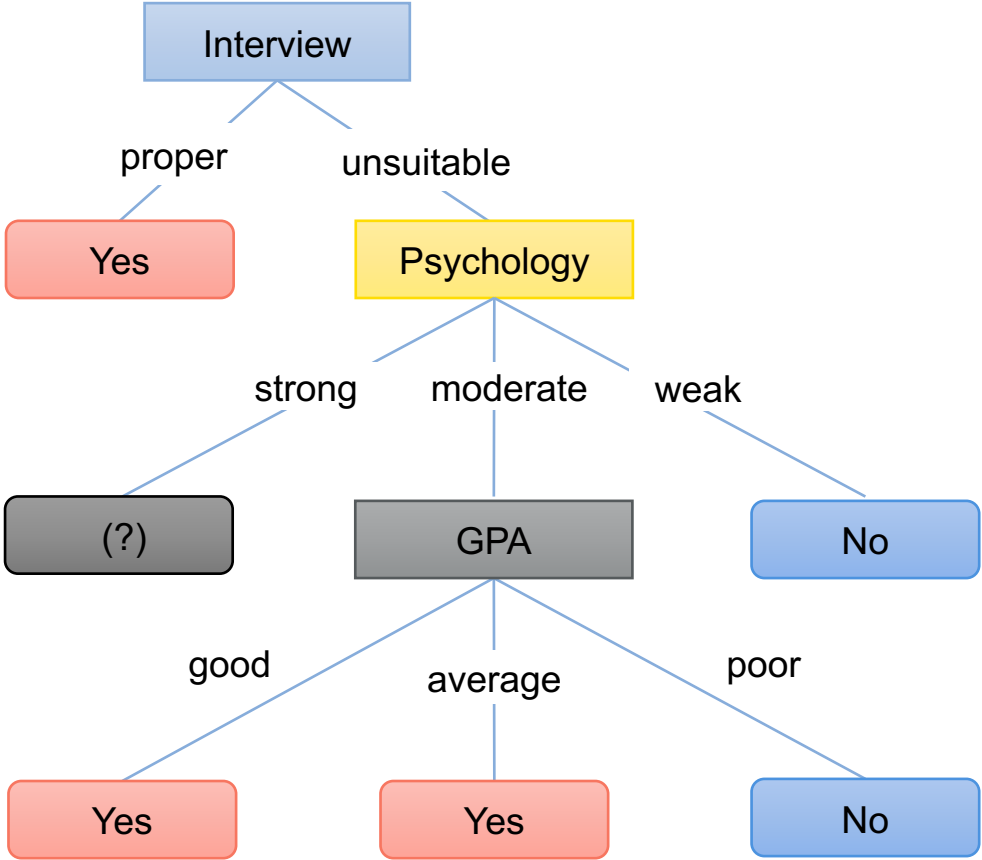 Interview
proper
unsuitable
Yes
Psychology
strong
moderate
weak
(?)
GPA
No
good
average
poor
Yes
Yes
No